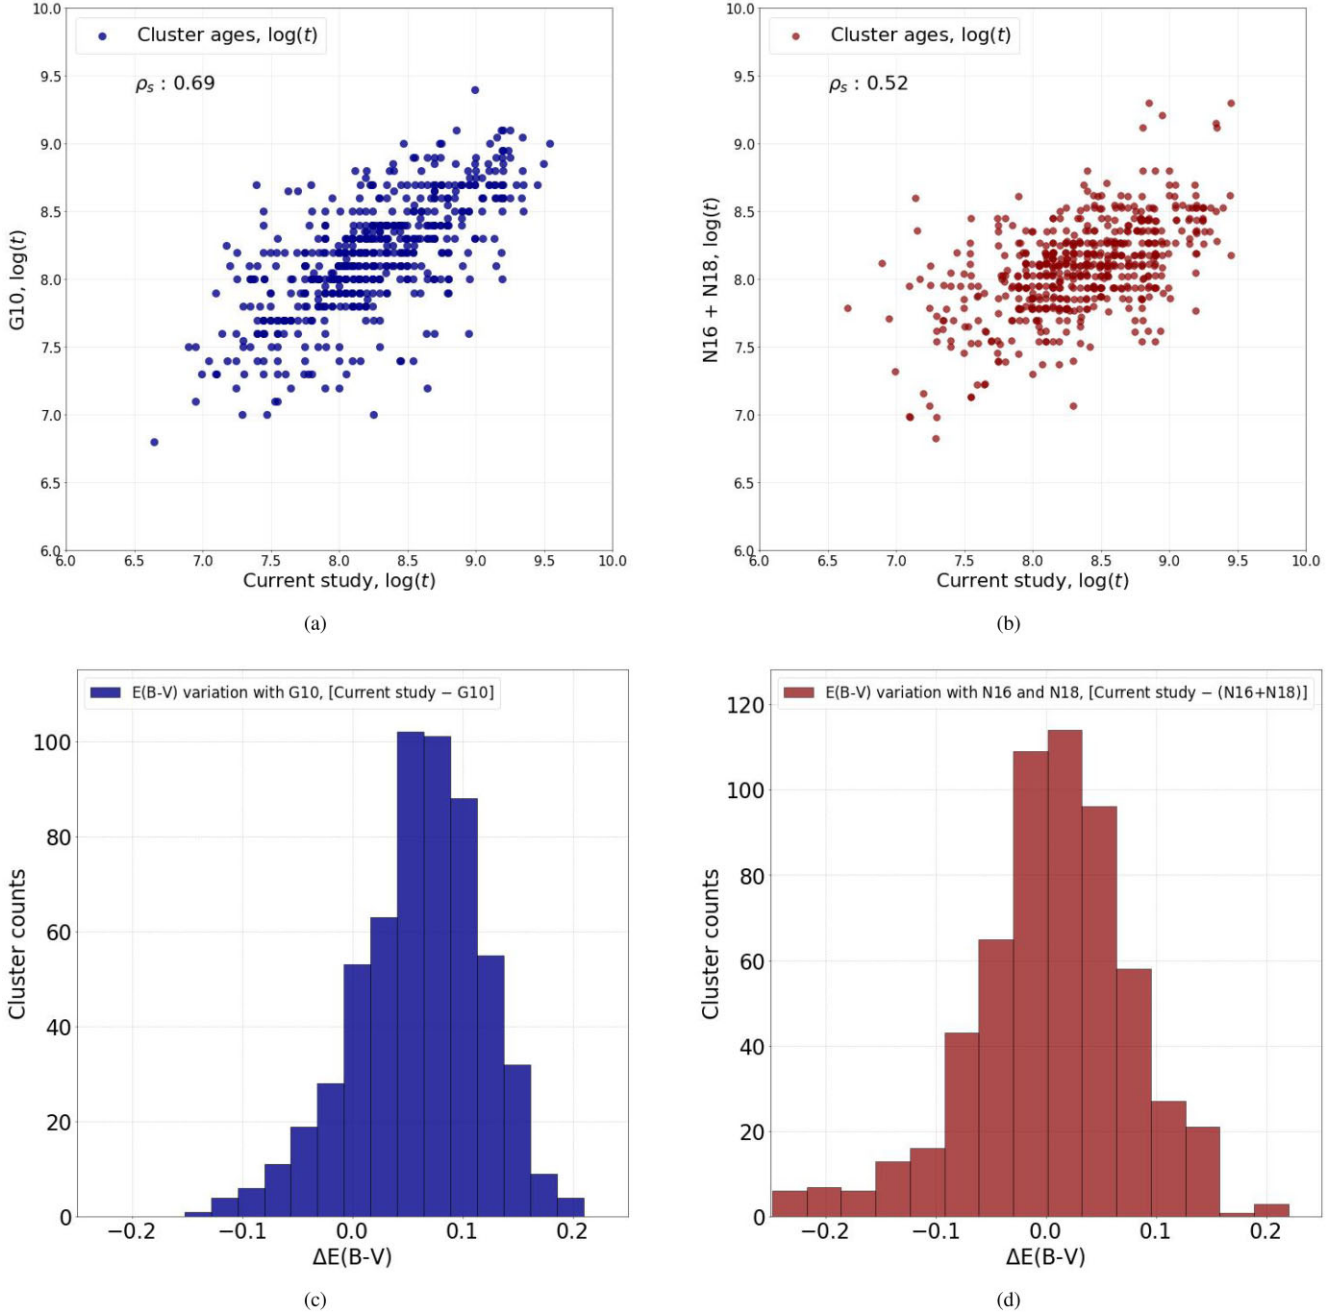 Cluster ages, log(t)
ρs : 0.69
10.0
9.5
9.0
8.5
8.0
7.5
7.0
6.5
6.0
G10, log(t)
6.0 7.0 7.5 8.0 8.5 9.0 9.5 10.0
Current study, log(t)
(a)
Cluster ages, log(t)
ρs : 0.52
10.0
9.5
9.0
8.5
8.0
7.5
7.0
6.5
6.0
N16 + N18, log(t)
6.0 7.0 7.5 8.0 8.5 9.0 9.5 10.0
Current study, log(t)
(b)
E(B-V) variation with G10, [Current study − G10]
100
80
60
40
20
0
Cluster counts
−0.2 −0.1 0.0 0.1 0.2
ΔE(B-V)
(c)
E(B-V) variation with N16 and N18, [Current study − (N16+N18)]
120
100
80
60
40
20
0
Cluster counts
−0.2 −0.1 0.0 0.1 0.2
ΔE(B-V)
(d)